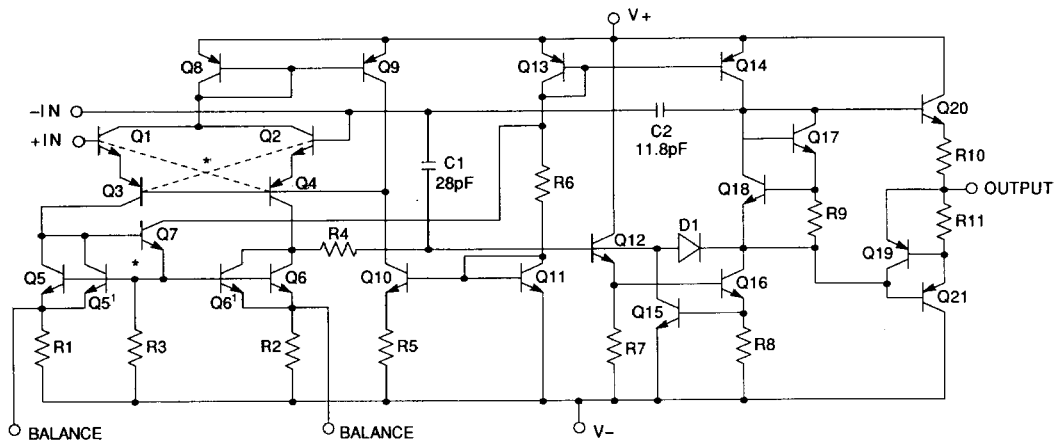 V+
Q8
Q9
Q13
Q14
-IN
+IN
Q1
Q2
*
C1
28pF
C2
11.8pF
Q17
Q20
R10
OUTPUT
Q3
Q4
R6
Q18
R9
R11
Q7
R4
Q12
D1
Q19
*
Q5
Q5¹
Q6¹
Q6
Q10
Q11
Q15
Q16
Q21
R1
R3
R2
R5
R7
R8
BALANCE
BALANCE
V-